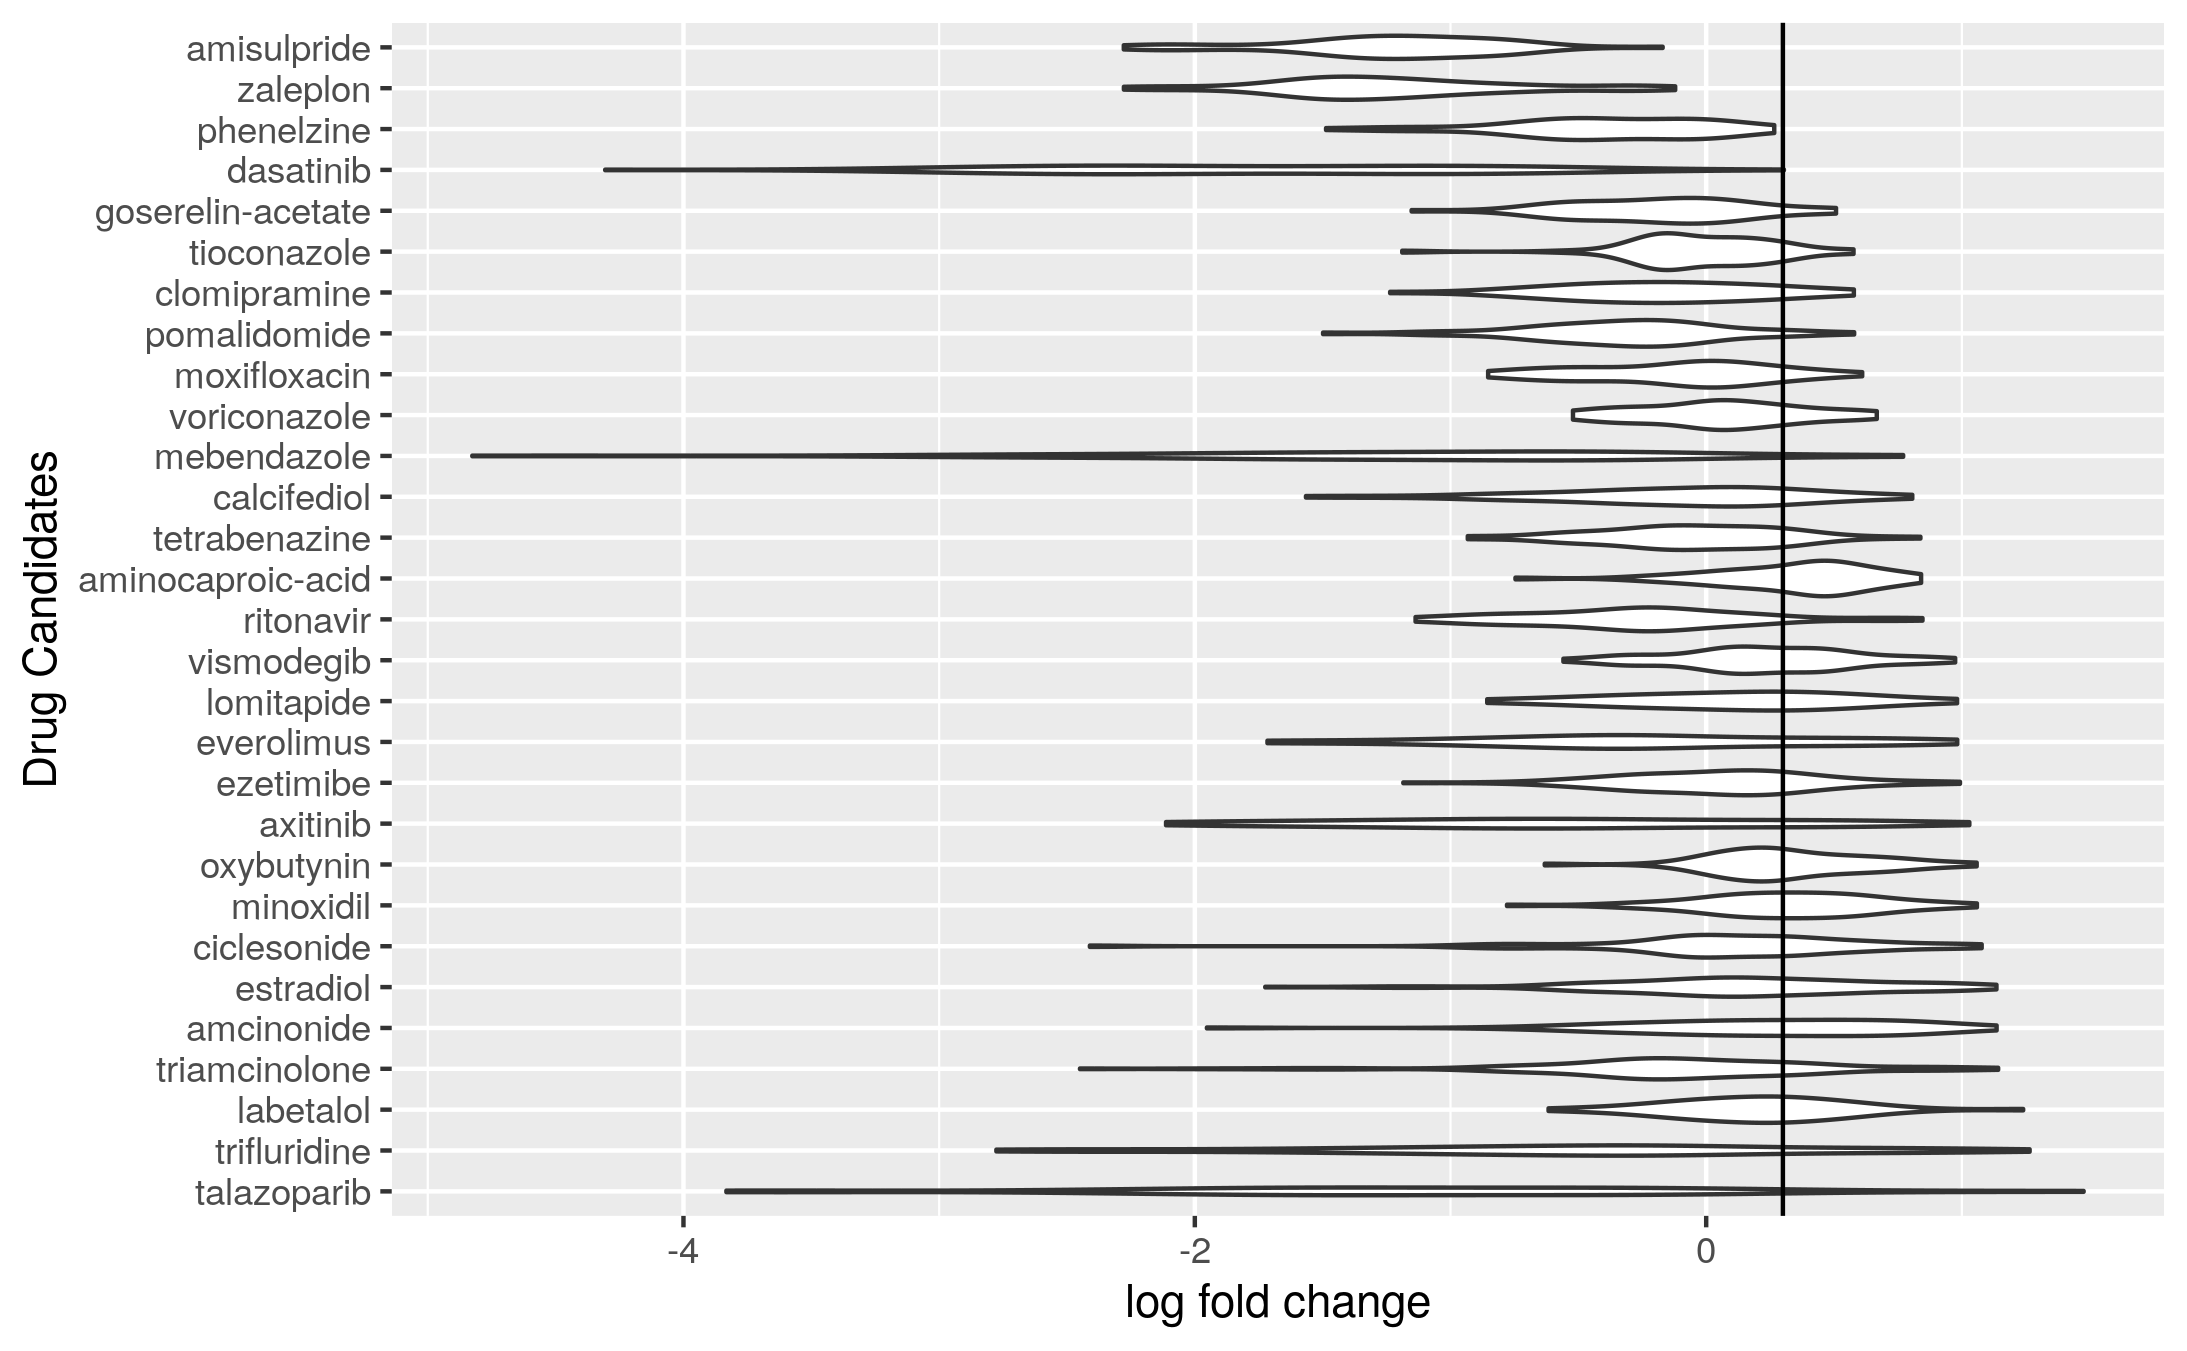 amisulpride
zaleplon
phenelzine
dasatinib
goserelin-acetate
tioconazole
clomipramine
pomalidomide
moxifloxacin
voriconazole
mebendazole
calcifediol
tetrabenazine
aminocaproic-acid
ritonavir
vismodegib
lomitapide
everolimus
ezetimibe
axitinib
oxybutynin
minoxidil
ciclesonide
estradiol
amcinonide
triamcinolone
labetalol
trifluridine
talazoparib
Drug Candidates
-4 -2 0
log fold change